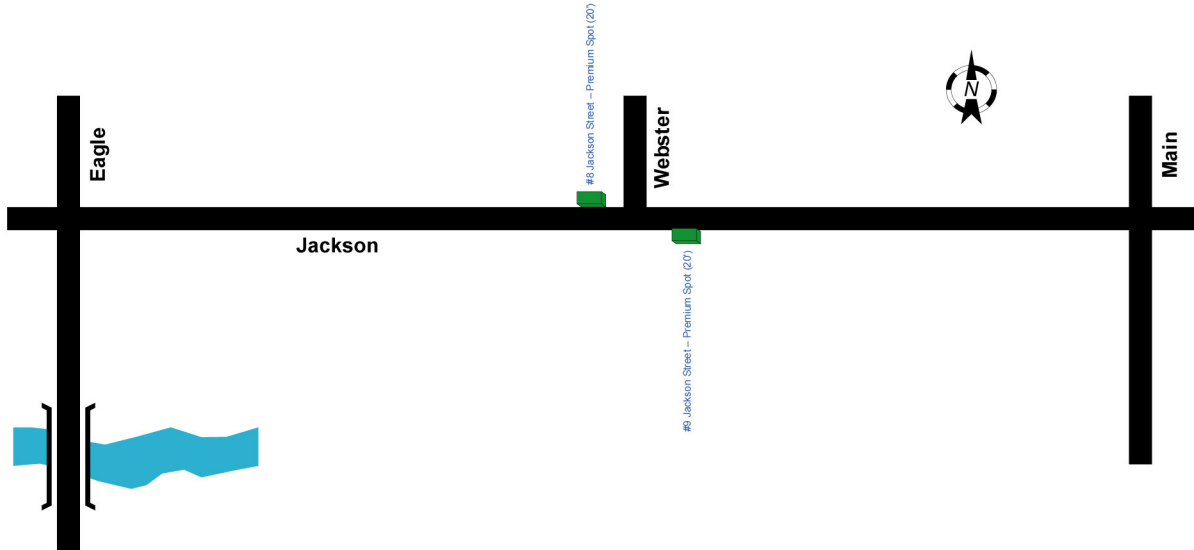 #8 Jackson Street – Premium Spot (20')
Eagle
Webster
N
Main
Jackson
#9 Jackson Street – Premium Spot (20')